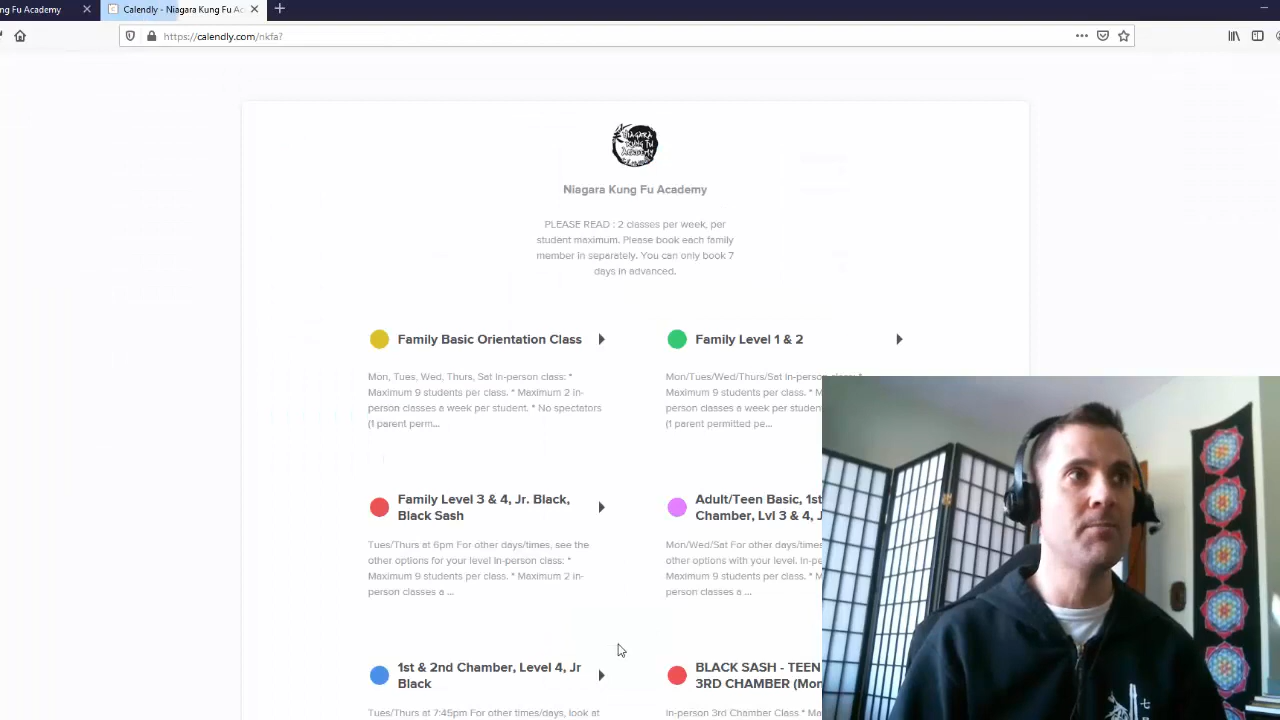 ng Fu Academy
Calendly - Niagara Kung Fu Ac
https://calendly.com/nkfa?
NIAGARA
KUNG FU
ACADEMY
Niagara Kung Fu Academy
PLEASE READ : 2 classes per week, per
student maximum. Please book each family
member in separately. You can only book 7
days in advanced.
Family Basic Orientation Class
Mon, Tues, Wed, Thurs, Sat In-person class: *
Maximum 9 students per class. * Maximum 2 in-
person classes a week per student. * No spectators
(1 parent perm...
Family Level 1 & 2
Mon/Tues/Wed/Thurs/Sat In-person class: *
Maximum 9 students per class. * M
person classes a week per student
(1 parent permitted pe...
Family Level 3 & 4, Jr. Black,
Black Sash
Tues/Thurs at 6pm For other days/times, see the
other options for your level In-person class: *
Maximum 9 students per class. * Maximum 2 in-
person classes a ...
Adult/Teen Basic, 1st
Chamber, Lvl 3 & 4, J
Mon/Wed/Sat For other days/times,
other options with your level. In-pe
Maximum 9 students per class. * M
person classes a ...
1st & 2nd Chamber, Level 4, Jr
Black
Tues/Thurs at 7:45pm For other times/days, look at
BLACK SASH - TEEN
3RD CHAMBER (Mon
In-person 3rd Chamber Class.* Ma
七